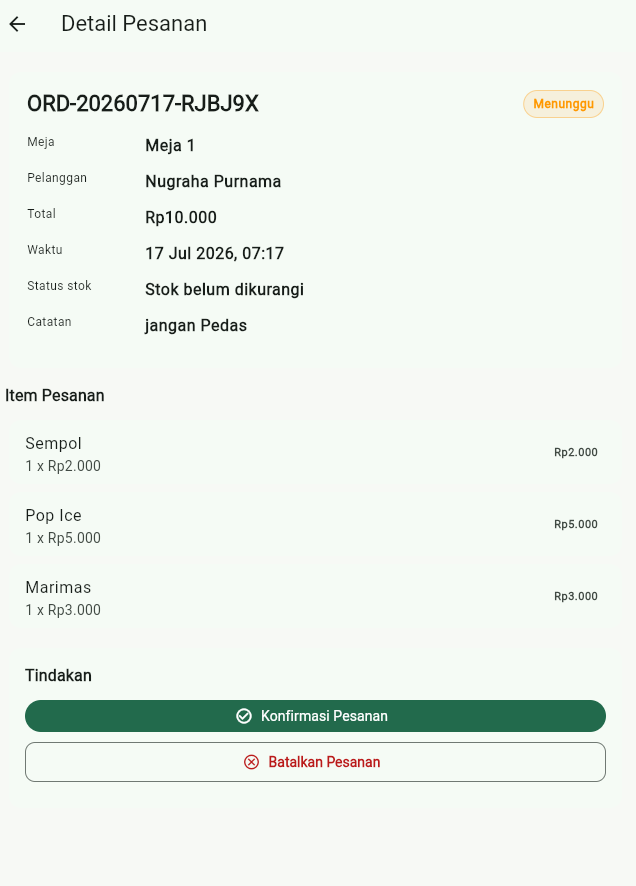 Detail Pesanan
ORD-20260717-RJBJ9X
Menunggu
Meja
Meja 1
Pelanggan
Nugraha Purnama
Total
Rp10.000
Waktu
17 Jul 2026, 07:17
Status stok
Stok belum dikurangi
Catatan
jangan Pedas
Item Pesanan
Sempol
1 x Rp2.000
Rp2.000
Pop Ice
1 x Rp5.000
Rp5.000
Marimas
1 x Rp3.000
Rp3.000
Tindakan
Konfirmasi Pesanan
Batalkan Pesanan